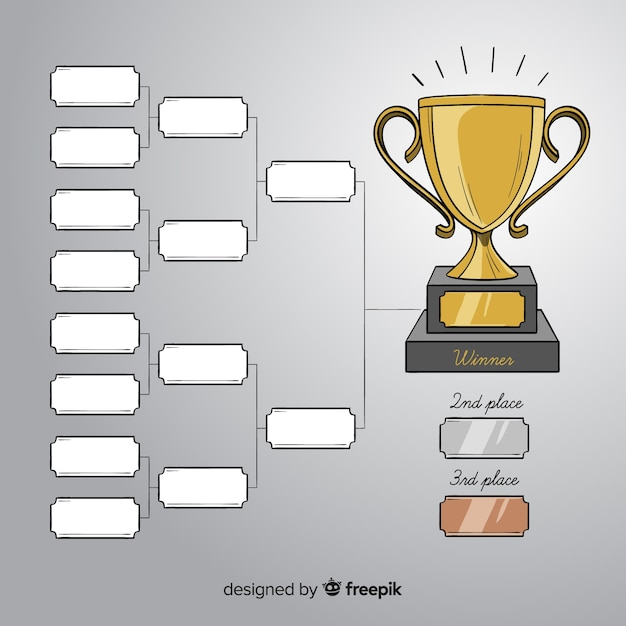 Winner
2nd place
3rd place
designed by freepik